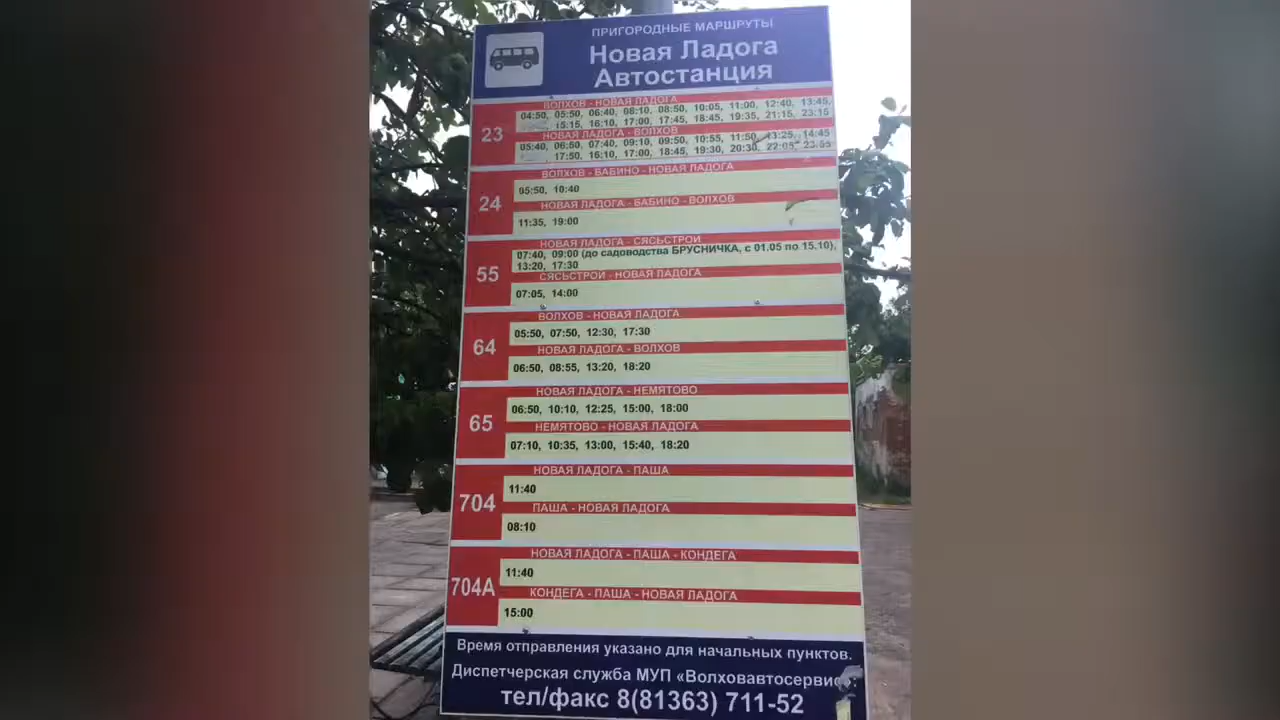 ПРИГОРОДНЫЕ МАРШРУТЫ
Новая Ладога
Автостанция
23
ВОЛХОВ - НОВАЯ ЛАДОГА
04:50, 05:50, 06:40, 08:10, 08:50, 10:05, 11:00, 12:40, 13:45,
15:15, 16:10, 17:00, 17:45, 18:45, 19:35, 21:15, 23:15
НОВАЯ ЛАДОГА - ВОЛХОВ
05:40, 06:50, 07:40, 09:10, 09:50, 10:55, 11:50, 13:25, 14:45
17:50, 16:10, 17:00, 18:45, 19:30, 20:30, 22:05, 23:55
24
ВОЛХОВ - БАБИНО - НОВАЯ ЛАДОГА
05:50, 10:40
НОВАЯ ЛАДОГА - БАБИНО - ВОЛХОВ
11:35, 19:00
55
НОВАЯ ЛАДОГА - СЯСЬСТРОЙ
07:40, 09:00 (до садоводства БРУСНИЧКА, с 01.05 по 15.10),
13:20, 17:30
СЯСЬСТРОЙ - НОВАЯ ЛАДОГА
07:05, 14:00
64
ВОЛХОВ - НОВАЯ ЛАДОГА
05:50, 07:50, 12:30, 17:30
НОВАЯ ЛАДОГА - ВОЛХОВ
06:50, 08:55, 13:20, 18:20
65
НОВАЯ ЛАДОГА - НЕМЯТОВО
06:50, 10:10, 12:25, 15:00, 18:00
НЕМЯТОВО - НОВАЯ ЛАДОГА
07:10, 10:35, 13:00, 15:40, 18:20
704
НОВАЯ ЛАДОГА - ПАША
11:40
ПАША - НОВАЯ ЛАДОГА
08:10
704А
НОВАЯ ЛАДОГА - ПАША - КОНДЕГА
11:40
КОНДЕГА - ПАША - НОВАЯ ЛАДОГА
15:00
Время отправления указано для начальных пунктов.
Диспетчерская служба МУП «Волховавтосервис»
тел/факс 8(81363) 711-52